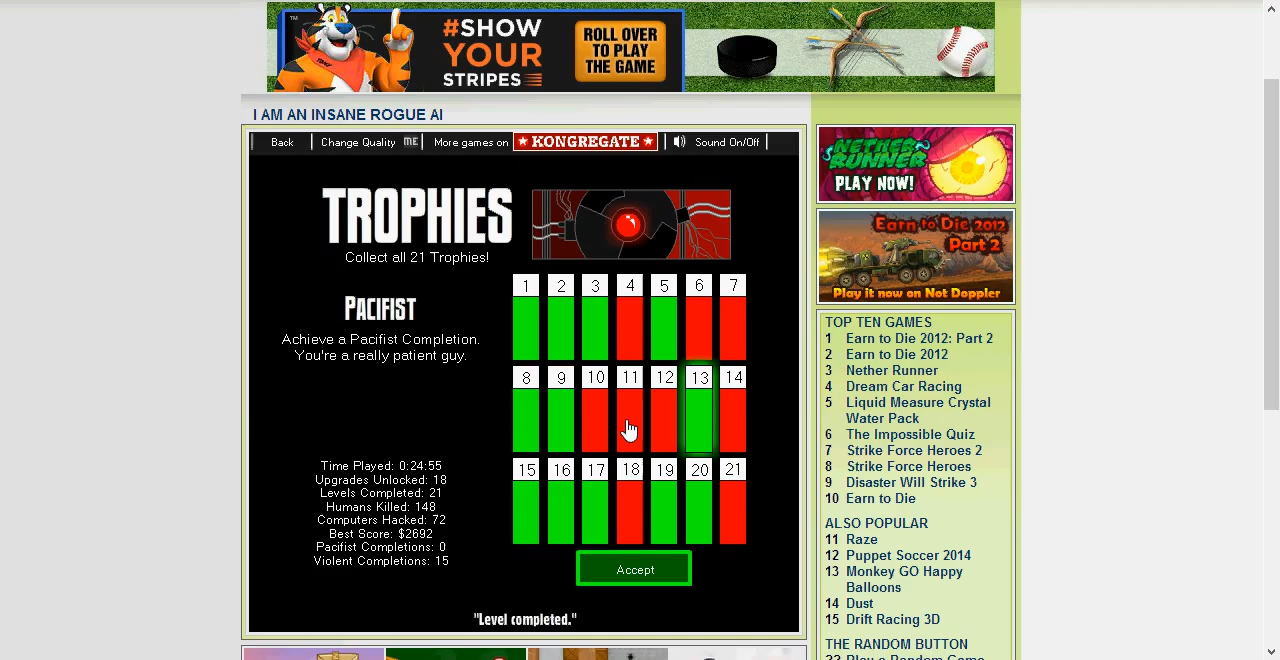 ™
#SHOW
YOUR
STRIPES
ROLL OVER
TO PLAY
THE GAME
I AM AN INSANE ROGUE AI
Back
Change Quality
ME
More games on
KONGREGATE
Sound On/Off
TROPHIES
Collect all 21 Trophies!
PACIFIST
Achieve a Pacifist Completion.
You're a really patient guy.
1 2 3 4 5 6 7
8 9 10 11 12 13 14
15 16 17 18 19 20 21
Time Played: 0:24:55
Upgrades Unlocked: 18
Levels Completed: 21
Humans Killed: 148
Computers Hacked: 72
Best Score: $2692
Pacifist Completions: 0
Violent Completions: 15
Accept
"Level completed."
NETHER
RUNNER
PLAY NOW!
Earn to Die 2012
Part 2
Play it now on Not Doppler
TOP TEN GAMES
1 Earn to Die 2012: Part 2
2 Earn to Die 2012
3 Nether Runner
4 Dream Car Racing
5 Liquid Measure Crystal
Water Pack
6 The Impossible Quiz
7 Strike Force Heroes 2
8 Strike Force Heroes
9 Disaster Will Strike 3
10 Earn to Die
ALSO POPULAR
11 Raze
12 Puppet Soccer 2014
13 Monkey GO Happy
Balloons
14 Dust
15 Drift Racing 3D
THE RANDOM BUTTON
?? Play a Random Game